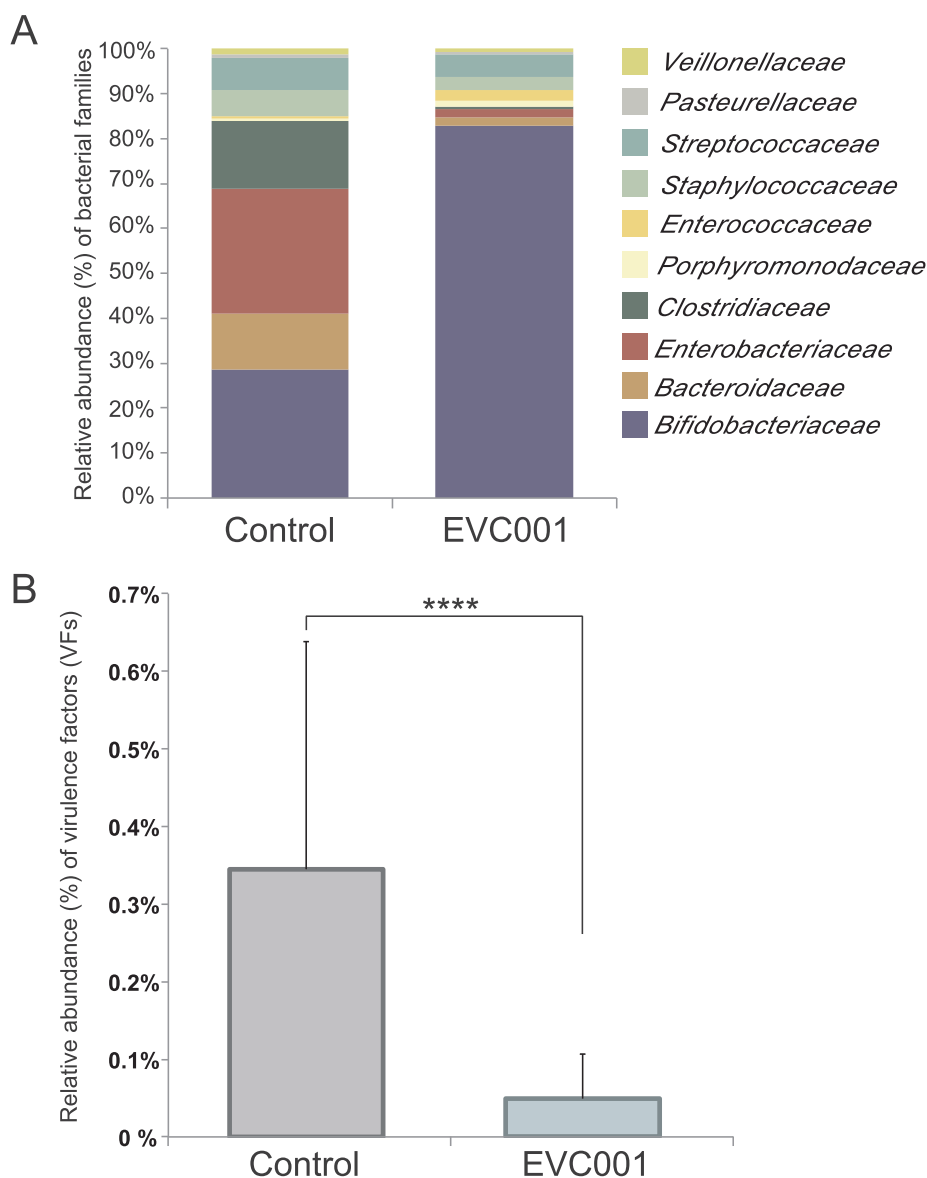 A
Relative abundance (%) of bacterial families
100%
90%
80%
70%
60%
50%
40%
30%
20%
10%
0%
Control
EVC001
Veillonellaceae
Pasteurellaceae
Streptococcaceae
Staphylococcaceae
Enterococcaceae
Porphyromonodaceae
Clostridiaceae
Enterobacteriaceae
Bacteroidaceae
Bifidobacteriaceae
B
Relative abundance (%) of virulence factors (VFs)
0.7%
0.6%
0.5%
0.4%
0.3%
0.2%
0.1%
0 %
****
Control
EVC001